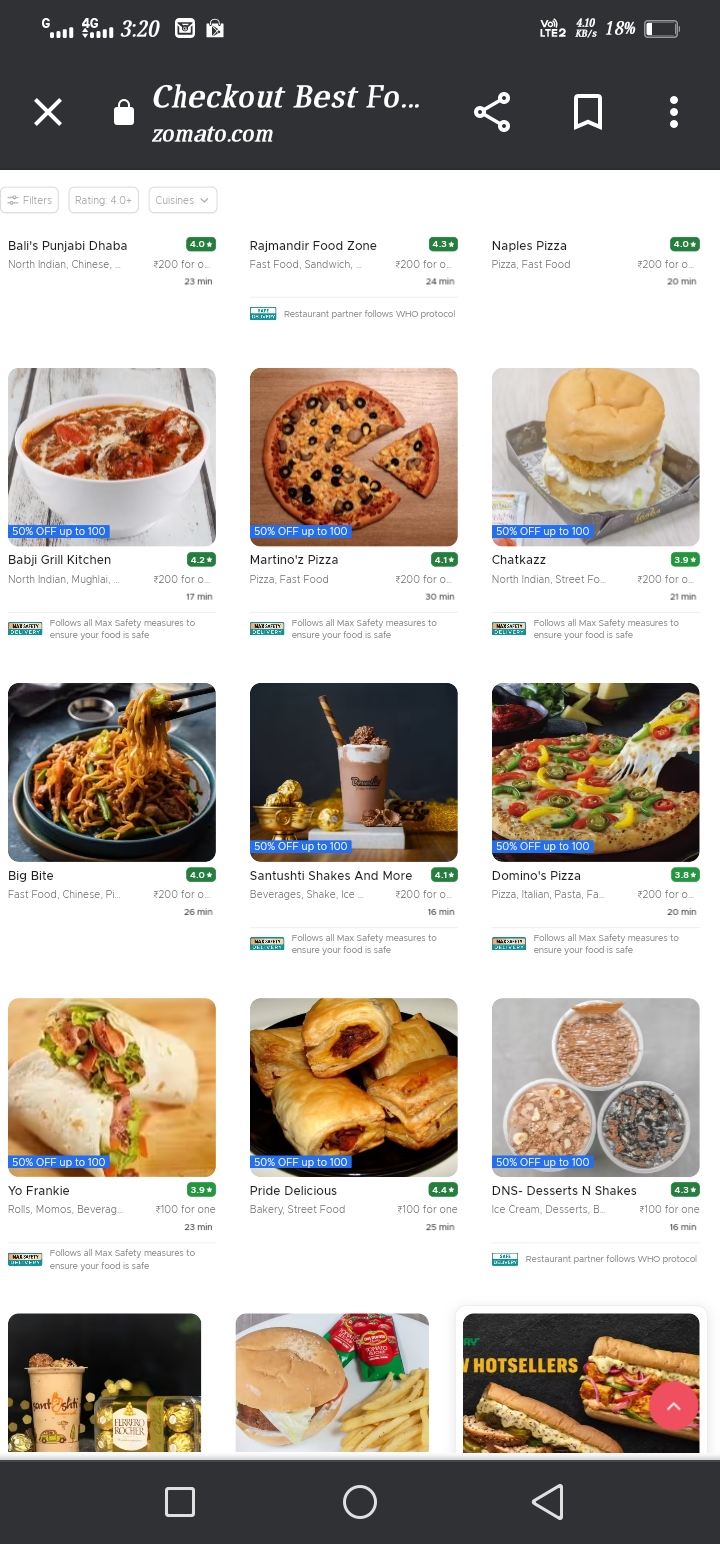 G 4G 3:20 Vo) LTE2 4.10 KB/s 18%
Checkout Best Fo...
zomato.com
Filters Rating: 4.0+ Cuisines
Bali's Punjabi Dhaba 4.0★ Rajmandir Food Zone 4.3★ Naples Pizza 4.0★
North Indian, Chinese, ... ₹200 for o... Fast Food, Sandwich, ... ₹200 for o... Pizza, Fast Food ₹200 for o...
23 min 24 min 20 min
SAFE DELIVERY Restaurant partner follows WHO protocol
50% OFF up to 100 50% OFF up to 100 50% OFF up to 100
Babji Grill Kitchen 4.2★ Martino'z Pizza 4.1★ Chatkazz 3.9★
North Indian, Mughlai, ... ₹200 for o... Pizza, Fast Food ₹200 for o... North Indian, Street Fo... ₹200 for o...
17 min 30 min 21 min
MAX SAFETY DELIVERY Follows all Max Safety measures to MAX SAFETY DELIVERY Follows all Max Safety measures to MAX SAFETY DELIVERY Follows all Max Safety measures to
ensure your food is safe ensure your food is safe ensure your food is safe
50% OFF up to 100 50% OFF up to 100
Big Bite 4.0★ Santushti Shakes And More 4.1★ Domino's Pizza 3.8★
Fast Food, Chinese, Pi... ₹200 for o... Beverages, Shake, Ice ... ₹200 for o... Pizza, Italian, Pasta, Fa... ₹200 for o...
26 min 16 min 20 min
MAX SAFETY DELIVERY Follows all Max Safety measures to MAX SAFETY DELIVERY Follows all Max Safety measures to
ensure your food is safe ensure your food is safe
50% OFF up to 100 50% OFF up to 100 50% OFF up to 100
Yo Frankie 3.9★ Pride Delicious 4.4★ DNS- Desserts N Shakes 4.3★
Rolls, Momos, Beverag... ₹100 for one Bakery, Street Food ₹100 for one Ice Cream, Desserts, B... ₹100 for one
23 min 25 min 16 min
MAX SAFETY DELIVERY Follows all Max Safety measures to SAFE DELIVERY Restaurant partner follows WHO protocol
ensure your food is safe
HOTSELLERS
FERRERO
ROCHER